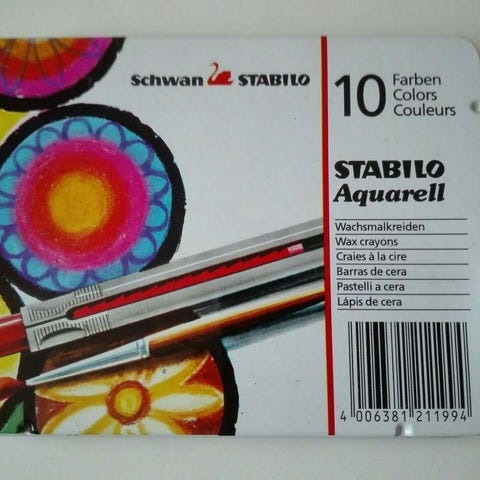 Schwan STABILO
10 Farben
Colors
Couleurs
STABILO
Aquarell
Wachsmalkreiden
Wax crayons
Craies à la cire
Barras de cera
Pastelli a cera
Lápis de cera
4 006381 211994